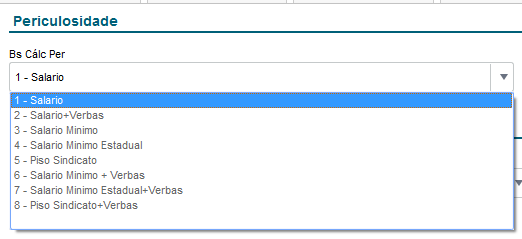 Periculosidade
Bs Cálc Per
1 - Salario
1 - Salario
2 - Salario+Verbas
3 - Salario Minimo
4 - Salario Minimo Estadual
5 - Piso Sindicato
6 - Salario Minimo + Verbas
7 - Salario Minimo Estadual+Verbas
8 - Piso Sindicato+Verbas